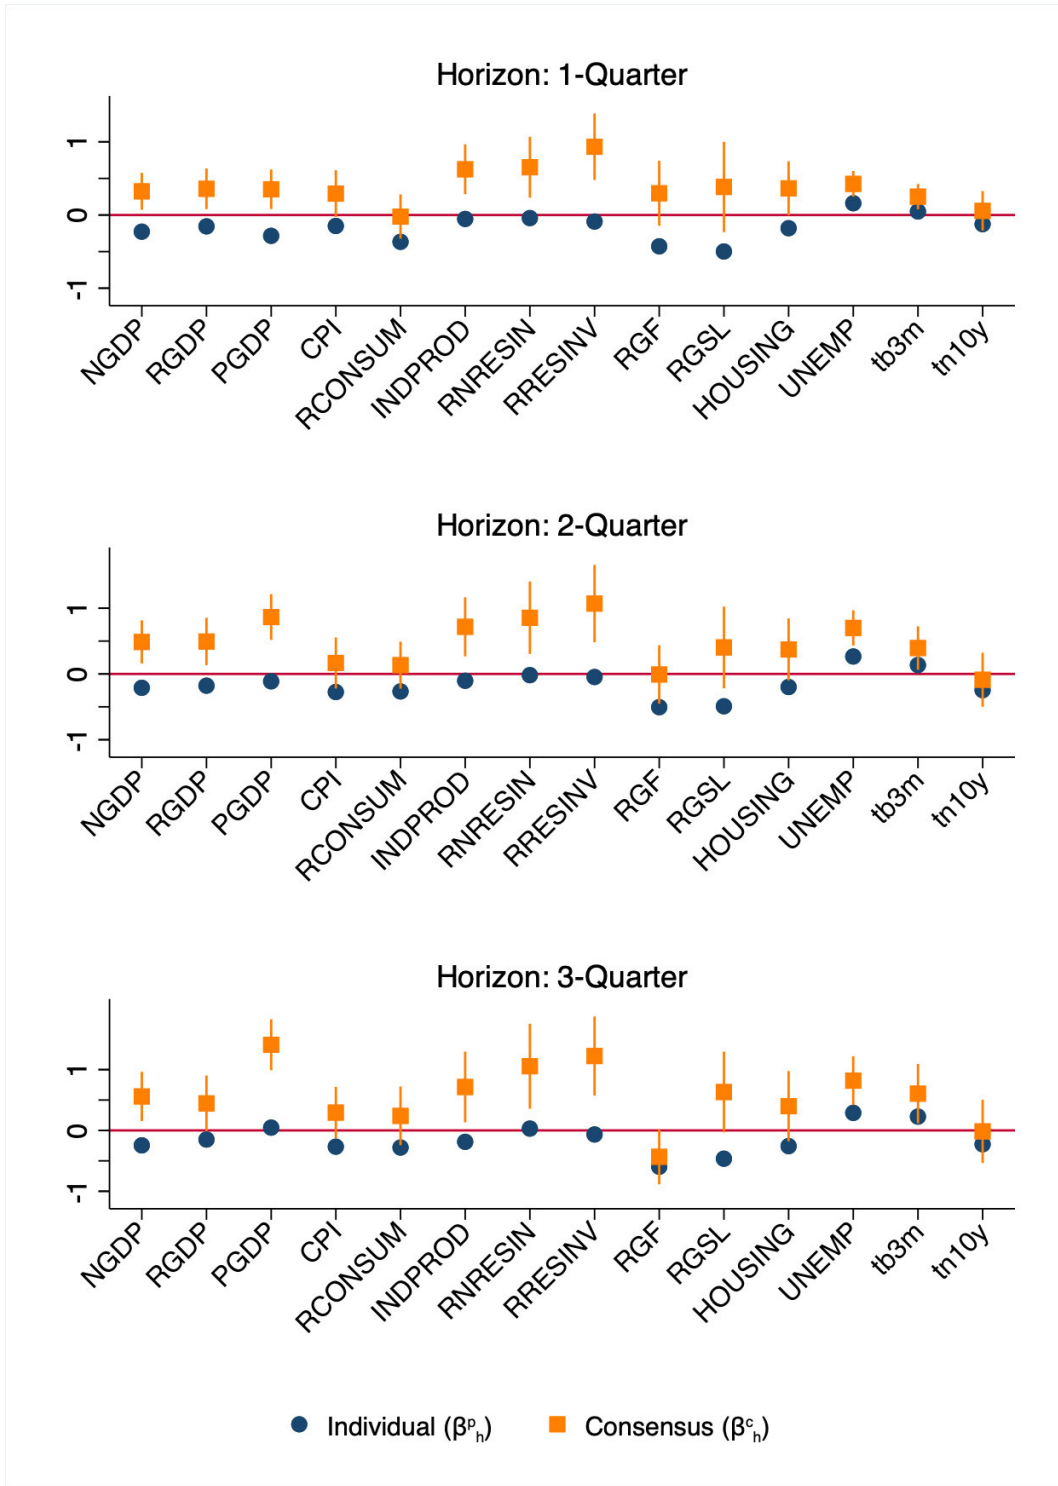 Horizon: 1-Quarter
1
0
-1
NGDP
RGDP
PGDP
CPI
RCONSUM
INDPROD
RNRESIN
RRESINV
RGF
RGSL
HOUSING
UNEMP
tb3m
tn10y
Horizon: 2-Quarter
1
0
-1
NGDP
RGDP
PGDP
CPI
RCONSUM
INDPROD
RNRESIN
RRESINV
RGF
RGSL
HOUSING
UNEMP
tb3m
tn10y
Horizon: 3-Quarter
1
0
-1
NGDP
RGDP
PGDP
CPI
RCONSUM
INDPROD
RNRESIN
RRESINV
RGF
RGSL
HOUSING
UNEMP
tb3m
tn10y
Individual (βᵖₕ) Consensus (βᶜₕ)